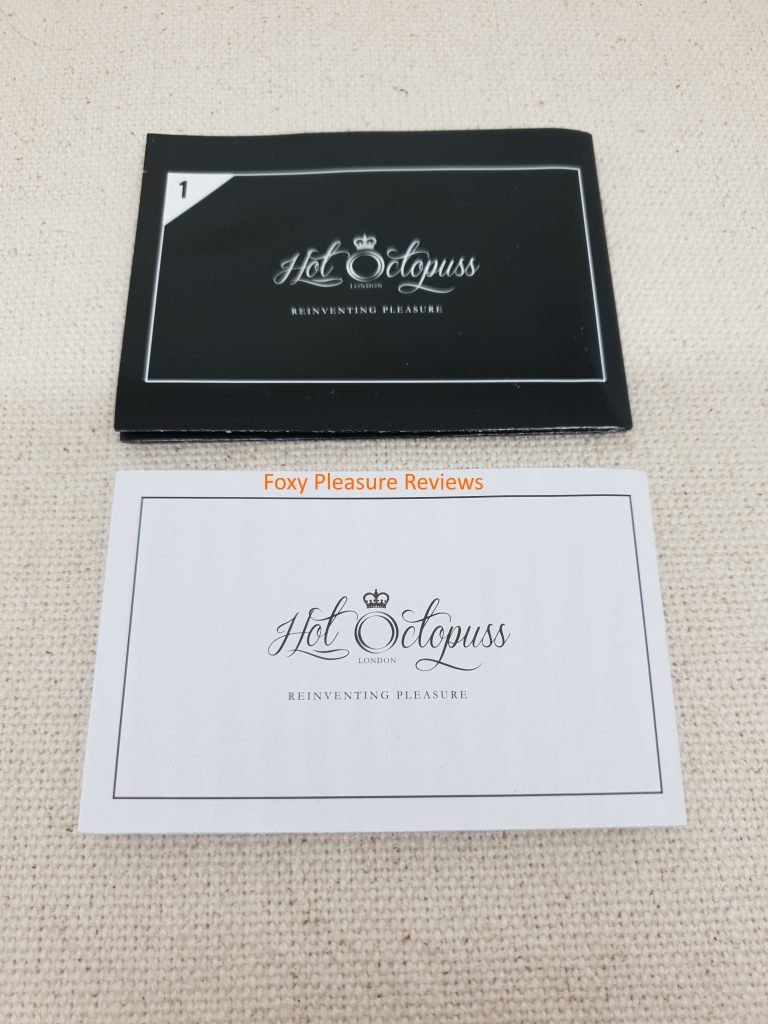 1
Hot Octopuss
LONDON
REINVENTING PLEASURE
Foxy Pleasure Reviews
Hot Octopuss
LONDON
REINVENTING PLEASURE